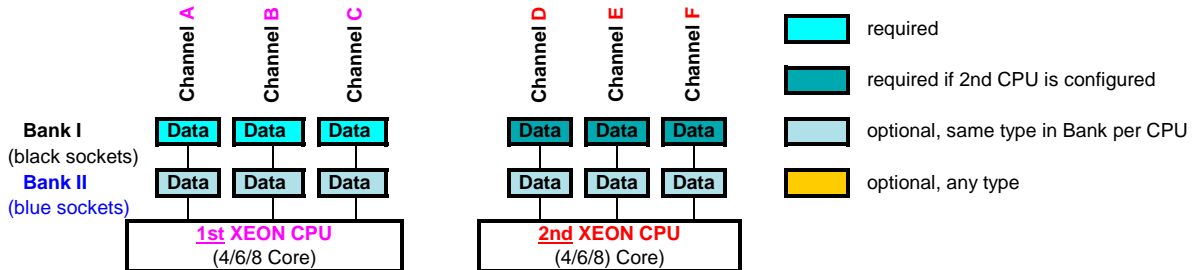 Channel A
Channel B
Channel C
Channel D
Channel E
Channel F
required
required if 2nd CPU is configured
optional, same type in Bank per CPU
optional, any type
Bank I
(black sockets)
Data Data Data Data Data Data
Bank II
(blue sockets)
Data Data Data Data Data Data
1st XEON CPU
(4/6/8 Core)
2nd XEON CPU
(4/6/8) Core)